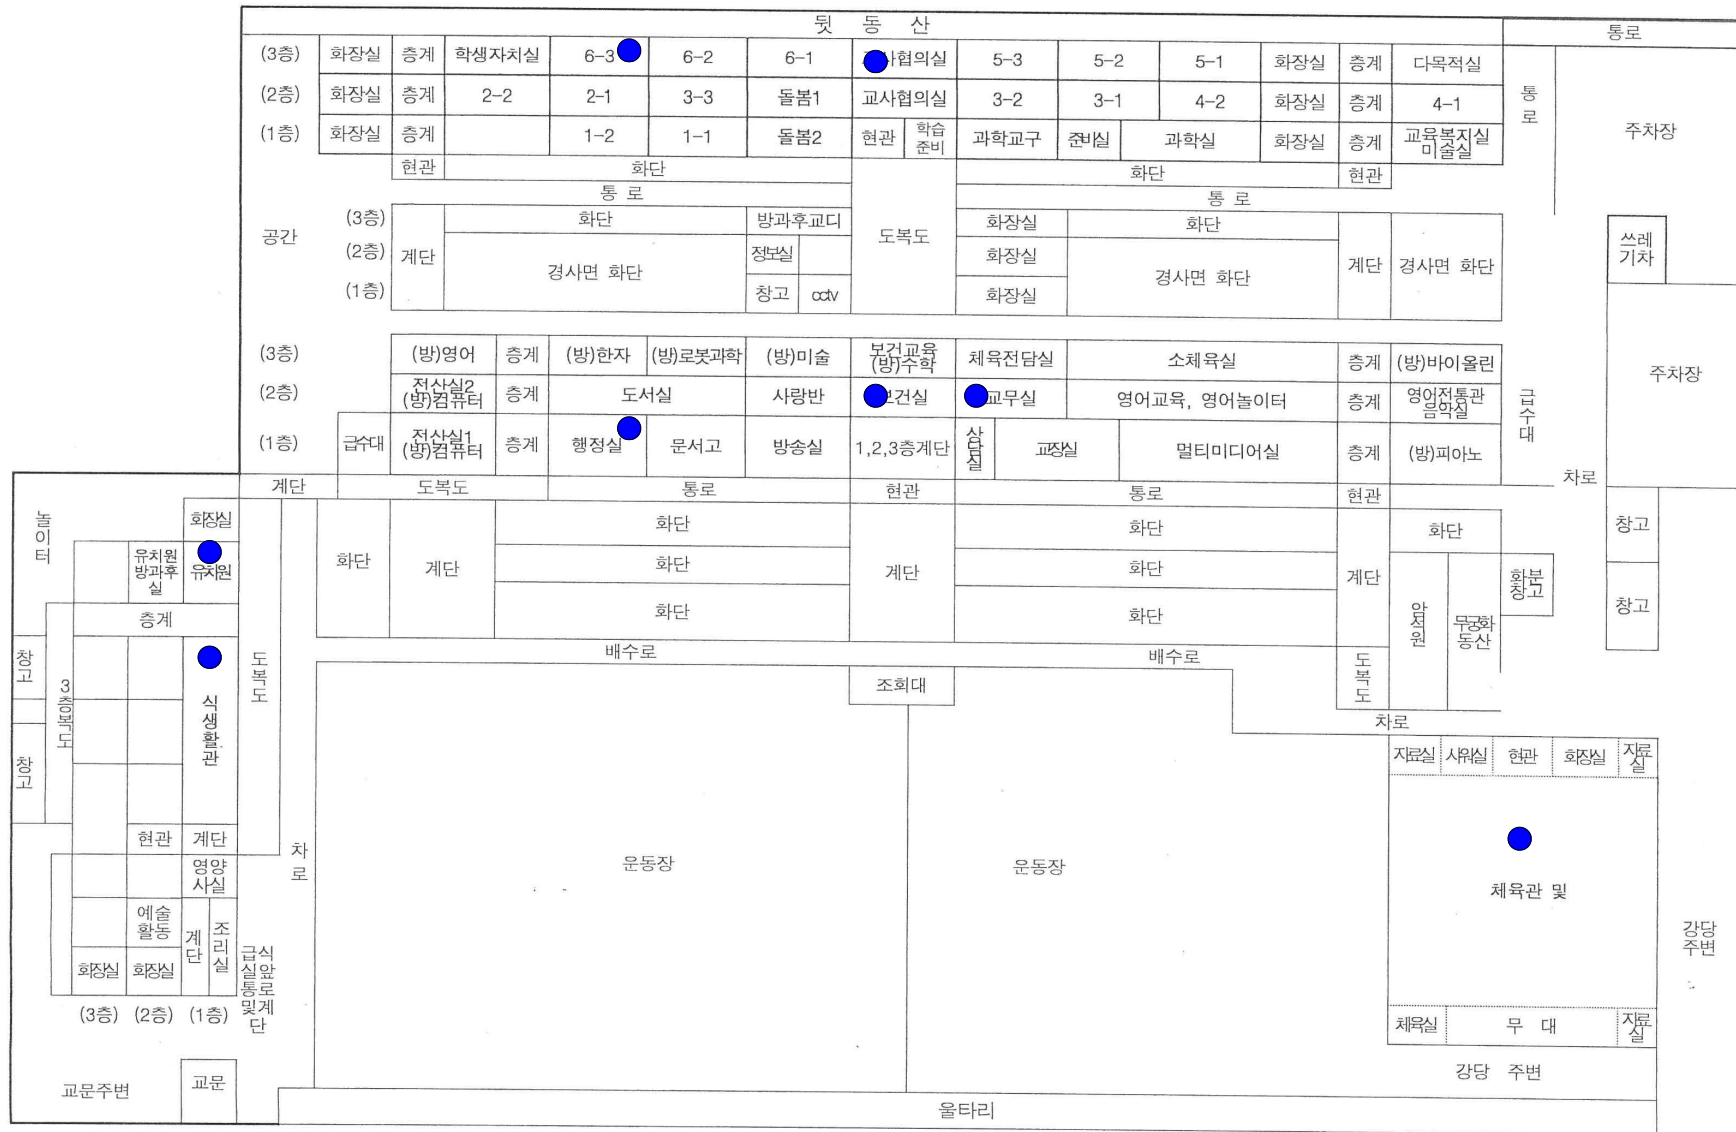 뒷 동 산
통로
(3층) 화장실 층계 학생자치실 6-3 6-2 6-1 사협의실 5-3 5-2 5-1 화장실 층계 다목적실
(2층) 화장실 층계 2-2 2-1 3-3 돌봄1 교사협의실 3-2 3-1 4-2 화장실 층계 4-1
통로
주차장
(1층) 화장실 층계 1-2 1-1 돌봄2 현관 학습준비 과학교구 준비실 과학실 화장실 층계 교육복지실 미술실
현관 화단 화단 현관
통 로 통 로
공간
(3층) 화단 방과후교디 화장실 화단
계단 도복도 계단 경사면 화단
(2층) 경사면 화단 정보실 화장실 경사면 화단
(1층) 창고 cctv 화장실
쓰레기차
(3층) (방)영어 층계 (방)한자 (방)로봇과학 (방)미술 보건교육 (방)수학 체육전담실 소체육실 층계 (방)바이올린
주차장
(2층) 전산실2 (방)컴퓨터 층계 도서실 사랑반 보건실 교무실 영어교육, 영어놀이터 층계 영어전통관 음악실
급수대
(1층) 급수대 전산실1 (방)컴퓨터 층계 행정실 문서고 방송실 1,2,3층계단 상담실 교장실 멀티미디어실 층계 (방)피아노
차로
계단 도복도 통로 현관 통로 현관
놀이터
화장실
화단 화단 화단
창고
유치원 방과후실 유치원
화단 계단 화단 계단 화단 계단
화분창고
창고
층계
화단 화단
암석원
무궁화동산
배수로 배수로
창고
3층복도
식생활관
도복도
조회대
도복도
차로
창고
자료실 샤워실 현관 화장실 자료실
현관 계단
차로
운동장 운동장
영양사실
체육관 및
예술활동
계단
조리실
강당 주변
화장실 화장실
급식실앞통로및계단
(3층) (2층) (1층)
체육실 무 대 자료실
교문주변 교문
강당 주변
울타리